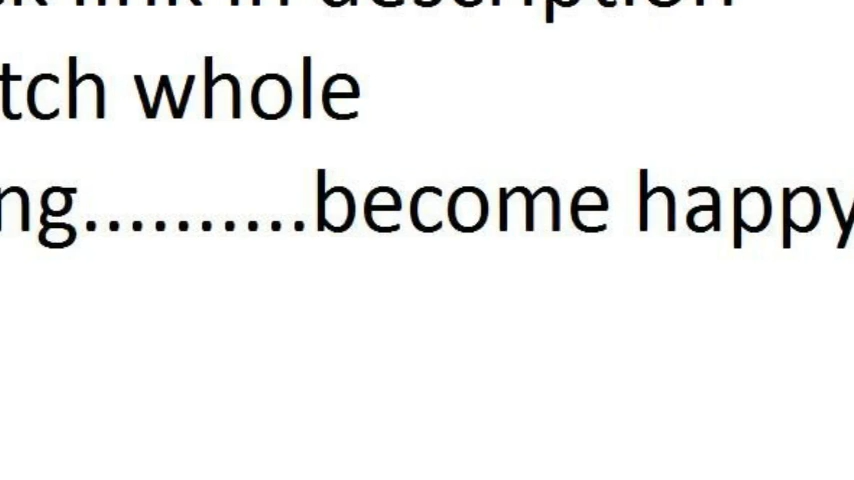 link in description
tch whole
ng..........become happy